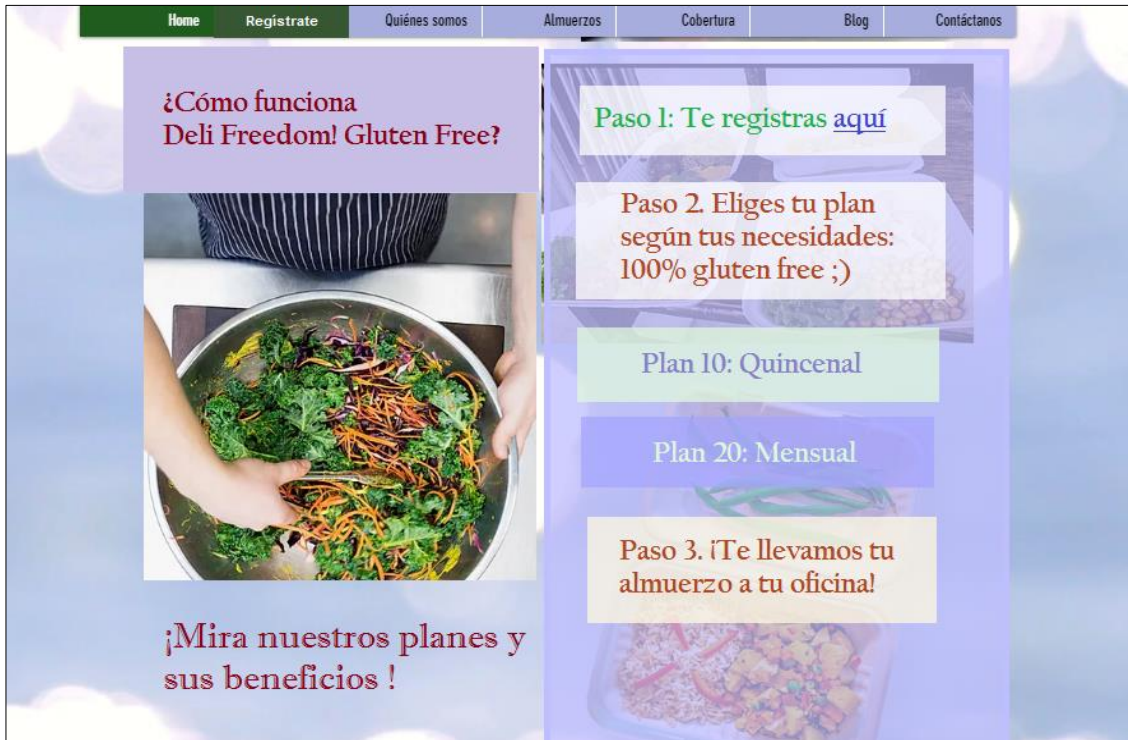 Home
Regístrate
Quiénes somos
Almuerzos
Cobertura
Blog
Contáctanos
¿Cómo funciona
Deli Freedom! Gluten Free?
Paso 1: Te registras aquí
Paso 2. Eliges tu plan
según tus necesidades:
100% gluten free ;)
Plan 10: Quincenal
Plan 20: Mensual
Paso 3. ¡Te llevamos tu
almuerzo a tu oficina!
¡Mira nuestros planes y
sus beneficios !